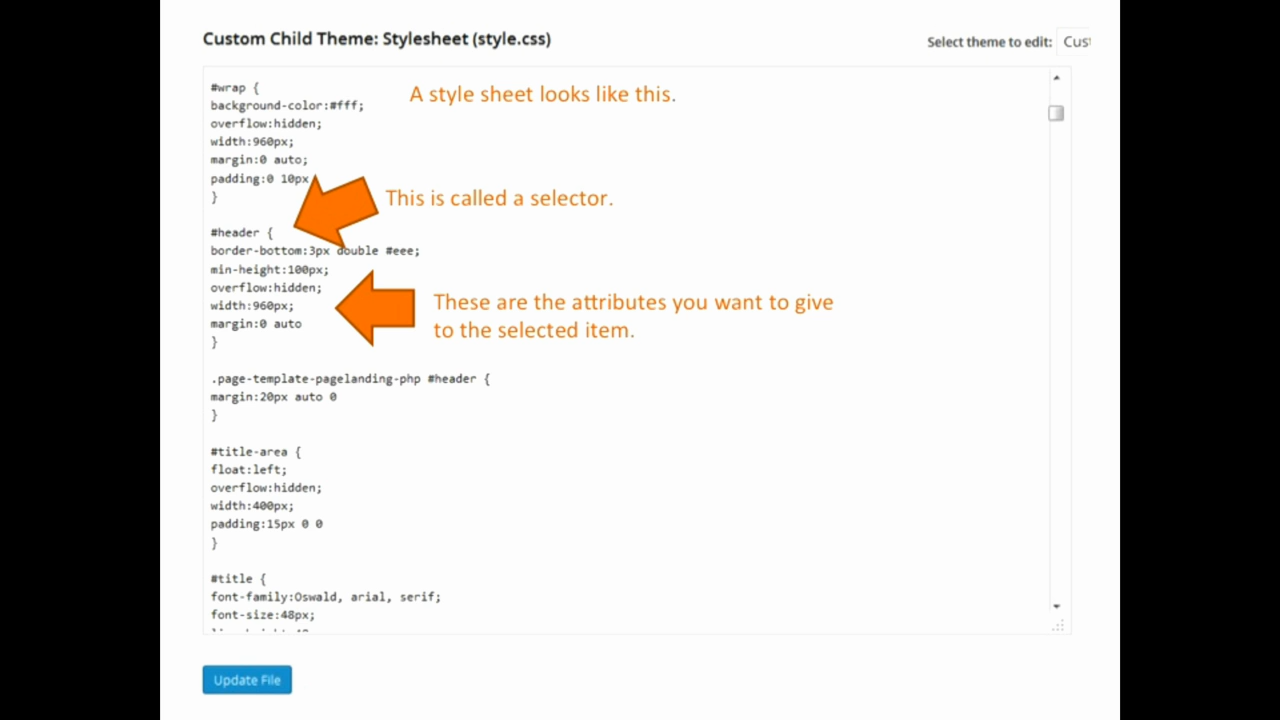 Custom Child Theme: Stylesheet (style.css)
Select theme to edit:
#wrap {
A style sheet looks like this.
background-color:#fff;
overflow:hidden;
width:960px;
margin:0 auto;
padding:0 10px
}
This is called a selector.
#header {
border-bottom:3px double #eee;
min-height:100px;
overflow:hidden;
width:960px;
margin:0 auto
}
These are the attributes you want to give
to the selected item.
.page-template-pagelanding-php #header {
margin:20px auto 0
}
#title-area {
float:left;
overflow:hidden;
width:400px;
padding:15px 0 0
}
#title {
font-family:Oswald, arial, serif;
font-size:48px;
Update File